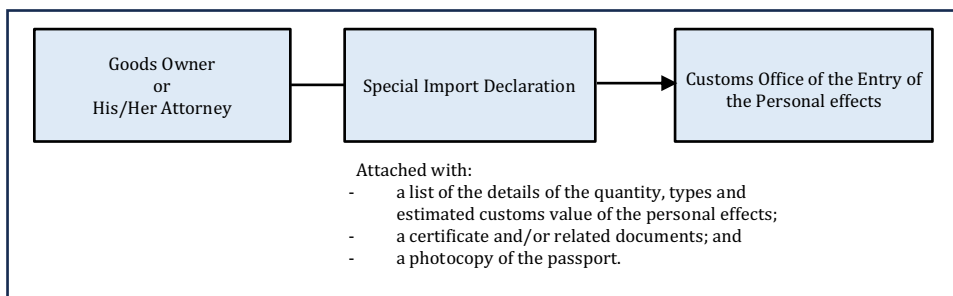 Goods Owner
or
His/Her Attorney
Special Import Declaration
Customs Office of the Entry of
the Personal effects
Attached with:
- a list of the details of the quantity, types and
estimated customs value of the personal effects;
- a certificate and/or related documents; and
- a photocopy of the passport.